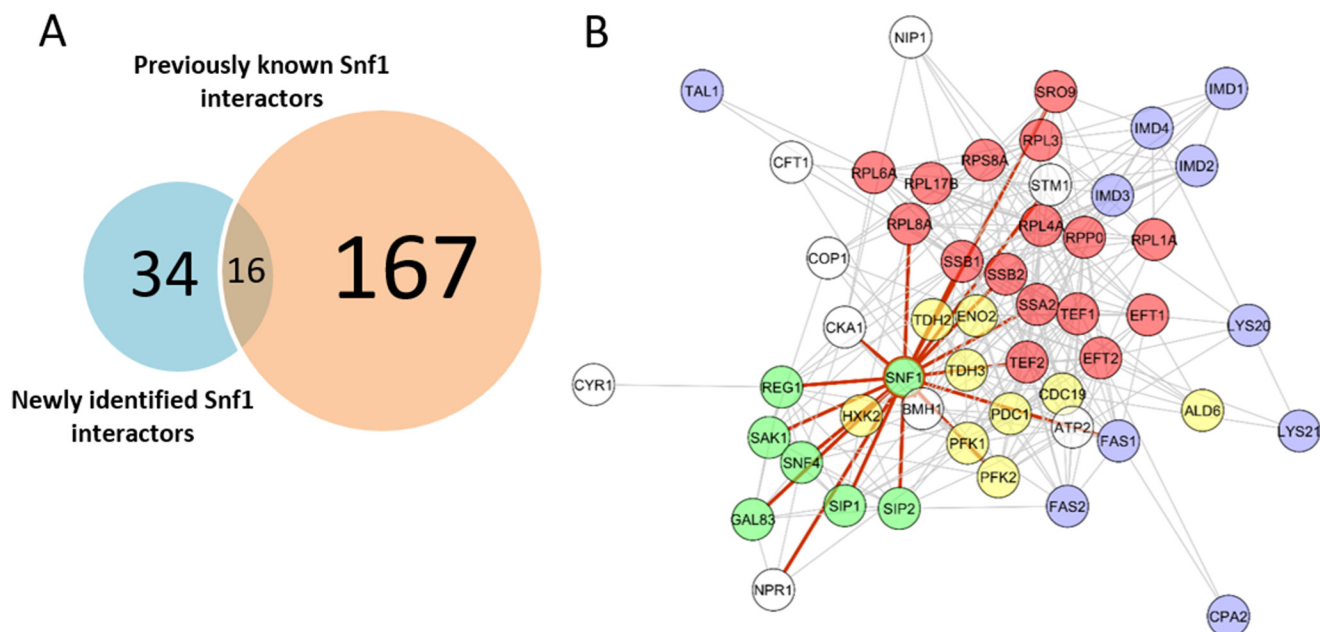 A
Previously known Snf1
interactors
34
16
167
Newly identified Snf1
interactors
B
NIP1
TAL1
SRO9
IMD1
IMD4
RPL3
CFT1
RPS8A
IMD2
RPL6A
RPL17B
STM1
IMD3
RPL8A
RPL4A
RPP0
RPL1A
COP1
SSB1
SSB2
SSA2
TEF1
EFT1
TDH2
ENO2
CKA1
LYS20
TEF2
EFT2
TDH3
SNF1
CYR1
REG1
CDC19
HXK2
BMH1
PDC1
ALD6
ATP2
SAK1
PFK1
FAS1
LYS21
SNF4
PFK2
GAL83
SIP1
SIP2
FAS2
NPR1
CPA2